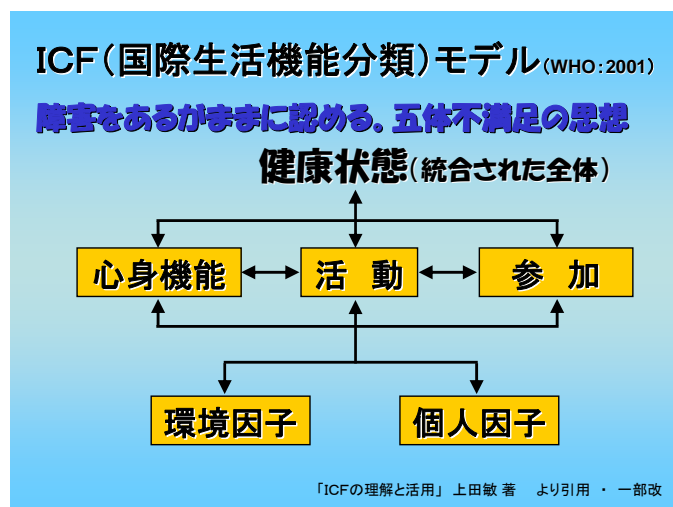 ICF(国際生活機能分類)モデル(WHO:2001)
障害をあるがままに認める。五体不満足の思想
健康状態(統合された全体)
心身機能 活 動 参 加
環境因子 個人因子
「ICFの理解と活用」 上田敏 著 より引用 ・ 一部改